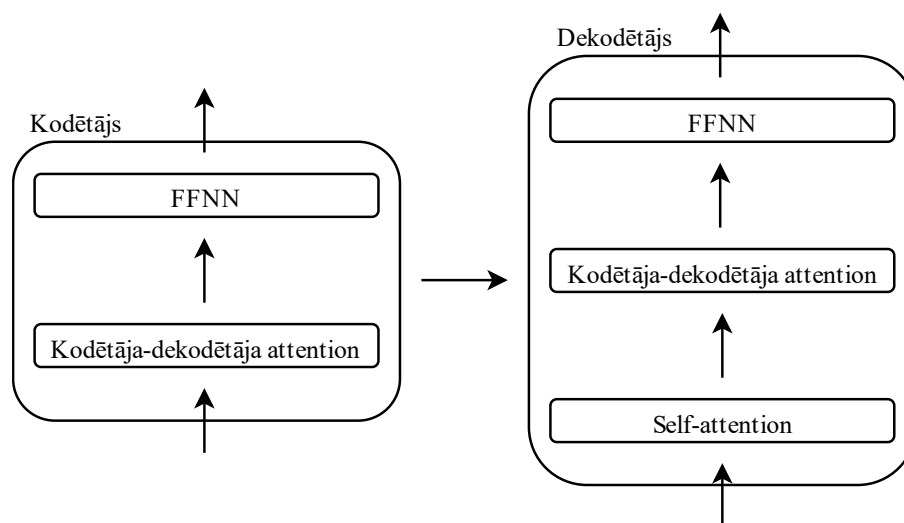 Kodētājs
FFNN
Kodētāja-dekodētāja attention
Dekodētājs
FFNN
Kodētāja-dekodētāja attention
Self-attention